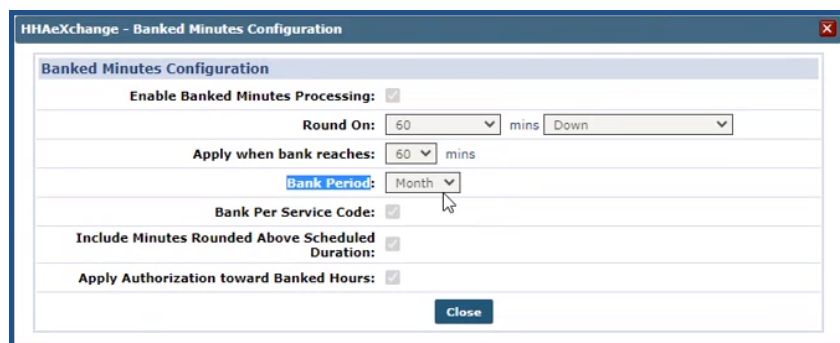 HHAeXchange - Banked Minutes Configuration
Banked Minutes Configuration
Enable Banked Minutes Processing:
Round On: 60 mins Down
Apply when bank reaches: 60 mins
Bank Period: Month
Bank Per Service Code:
Include Minutes Rounded Above Scheduled
Duration:
Apply Authorization toward Banked Hours:
Close